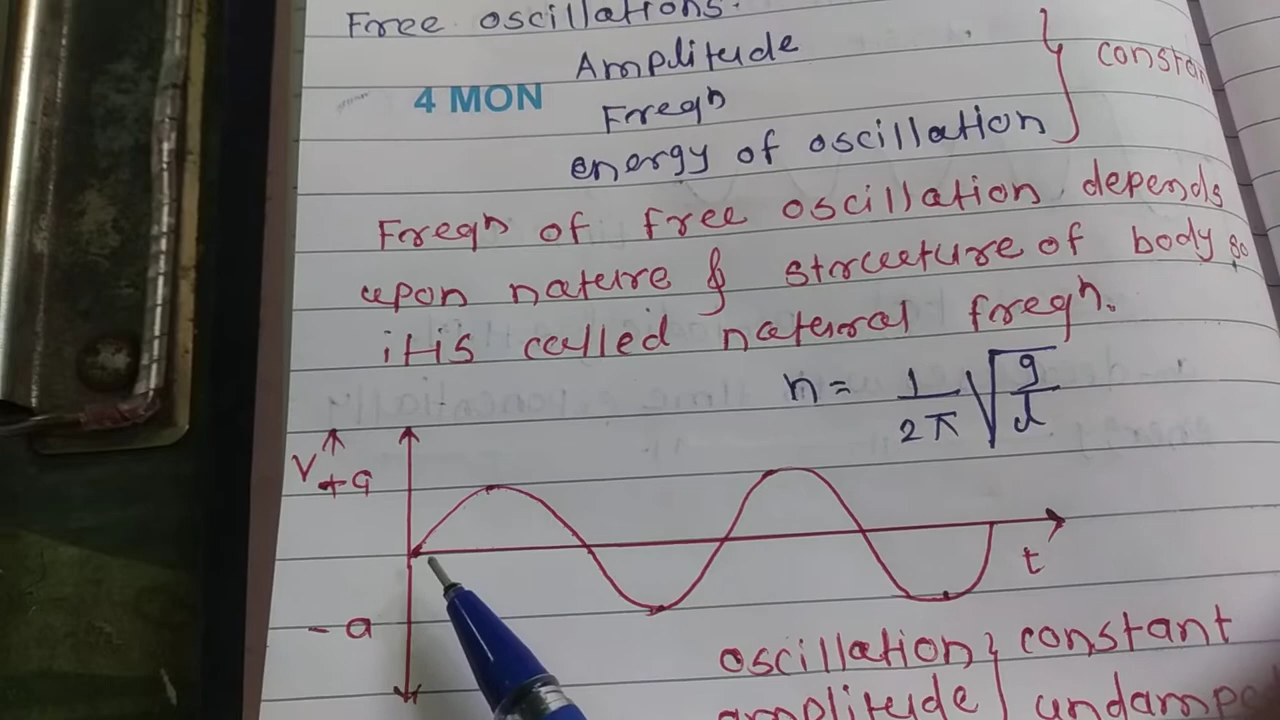 Free oscillations.
Amplitude
4 MON
Freqn
energy of oscillation
} constan
Freqn of free oscillation depends
upon nature & structure of body so
it is called natural freqn.
n = 1/2π √g/l
V
+a
t
- a
oscillation } constant
amplitude } undampe